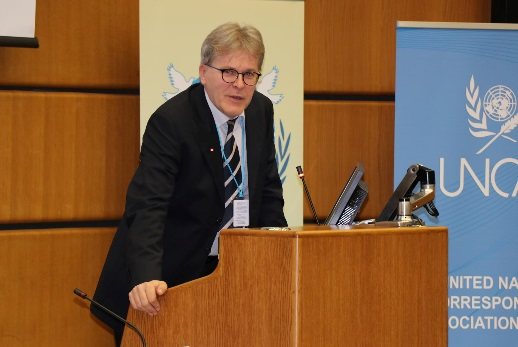 UNCA
UNITED NA
CORRESPON
ASSOCIATION